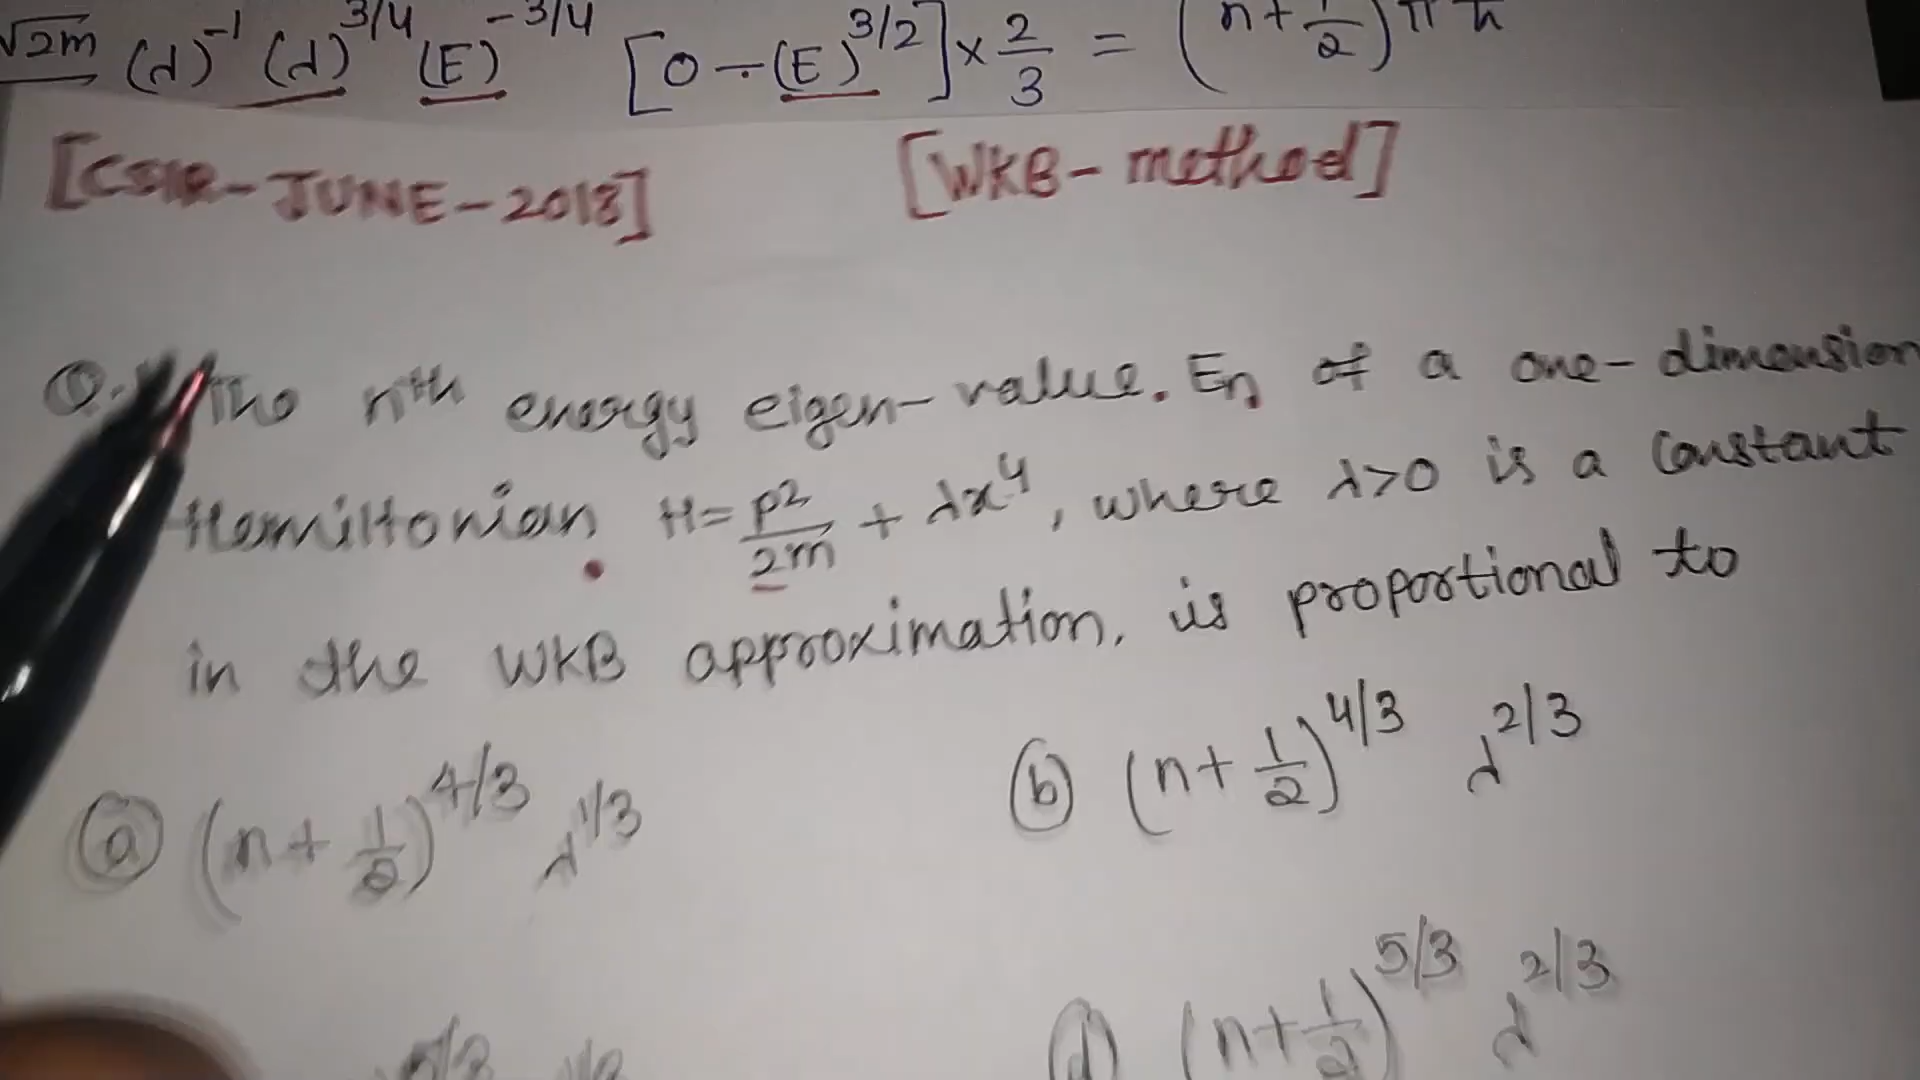 √2m (λ)^-1 (λ)^3/4 (E)^-3/4 [0-(E)^3/2] × 2/3 = (n+1/2) π ħ
[CSIR-JUNE-2018] [WKB-method]
Q. The nth energy eigen-value. En of a one-dimension
Hamiltonian H = p²/2m + λx⁴, where λ>0 is a constant
in the WKB approximation, is proportional to
(a) (n+1/2)^4/3 λ^1/3 (b) (n+1/2)^4/3 λ^2/3
(d) (n+1/2)^5/3 λ^2/3